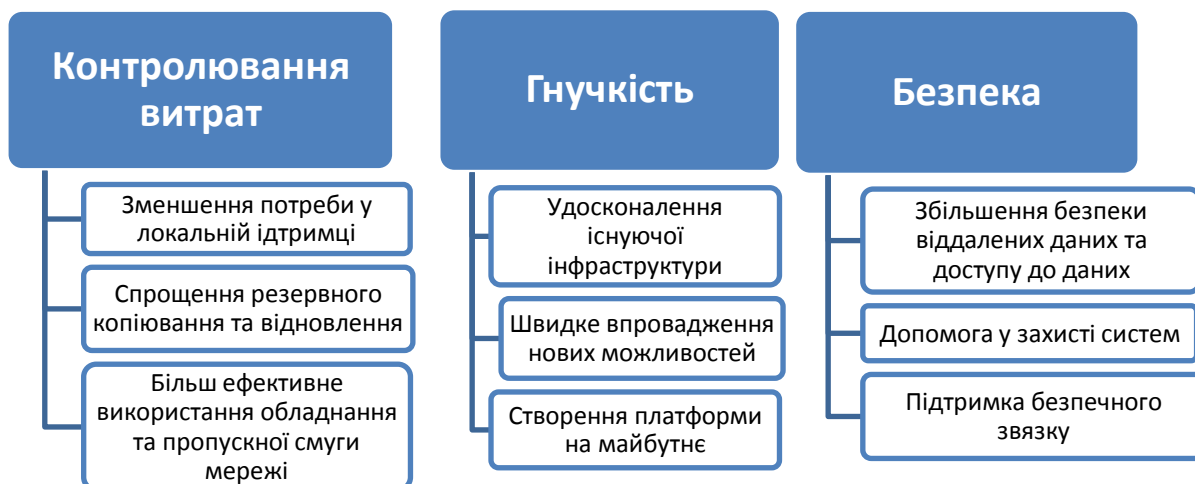 Контролювання
витрат
Зменшення потреби у
локальній ідтримці
Спрощення резервного
копіювання та відновлення
Більш ефективне
використання обладнання
та пропускної смуги
мережі
Гнучкість
Удосконалення
існуючої
інфраструктури
Швидке впровадження
нових можливостей
Створення платформи
на майбутнє
Безпека
Збільшення безпеки
віддалених даних та
доступу до даних
Допомога у захисті систем
Підтримка безпечного
звязку